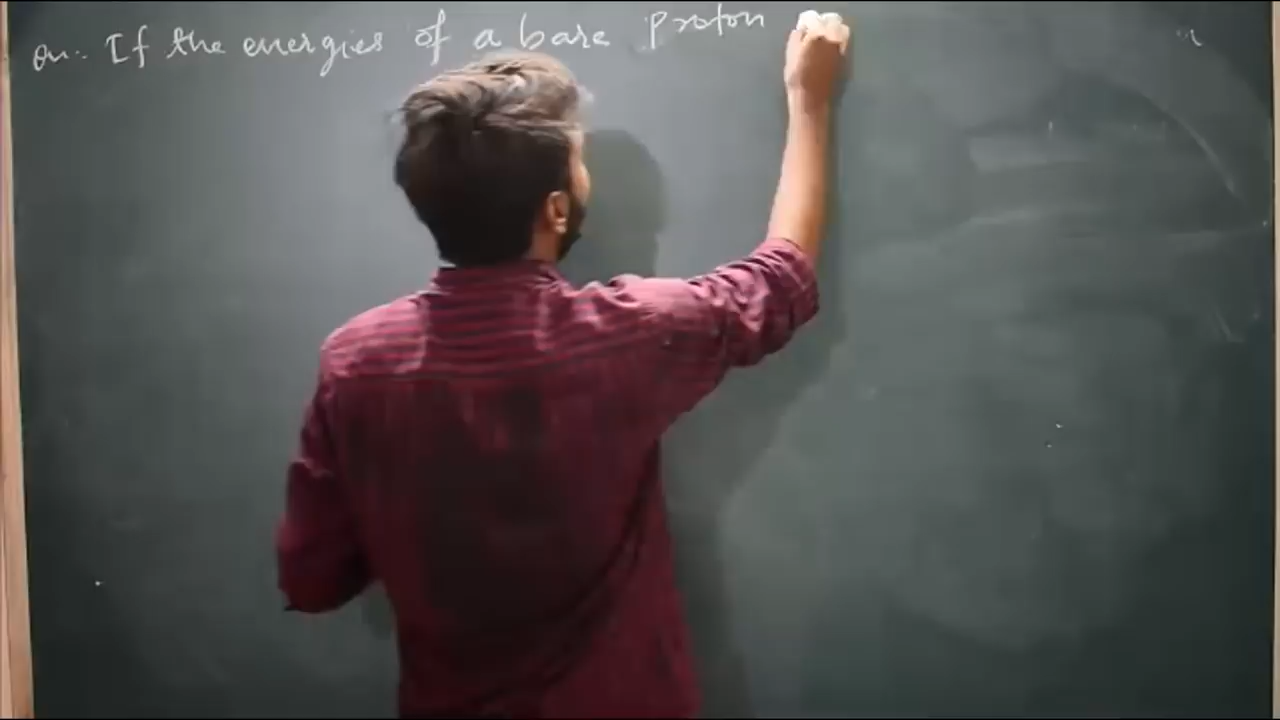 Qu:- If the energies of a bare proton